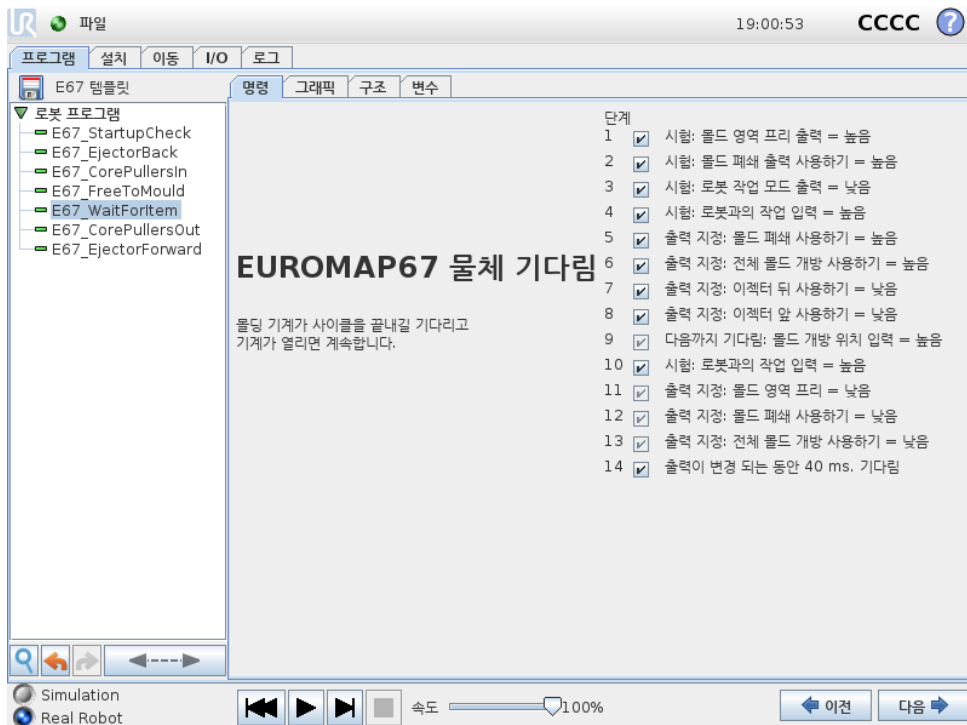 UR 파일 19:00:53 CCCC ?
프로그램 설치 이동 I/O 로그
E67 템플릿
명령 그래픽 구조 변수
로봇 프로그램
E67_StartupCheck
E67_EjectorBack
E67_CorePullersIn
E67_FreeToMould
E67_WaitForItem
E67_CorePullersOut
E67_EjectorForward
EUROMAP67 물체 기다림
몰딩 기계가 사이클을 끝내길 기다리고
기계가 열리면 계속합니다.
단계
1 시험: 몰드 영역 프리 출력 = 높음
2 시험: 몰드 폐쇄 출력 사용하기 = 높음
3 시험: 로봇 작업 모드 출력 = 낮음
4 시험: 로봇과의 작업 입력 = 높음
5 출력 지정: 몰드 폐쇄 사용하기 = 높음
6 출력 지정: 전체 몰드 개방 사용하기 = 높음
7 출력 지정: 이젝터 뒤 사용하기 = 낮음
8 출력 지정: 이젝터 앞 사용하기 = 낮음
9 다음까지 기다림: 몰드 개방 위치 입력 = 높음
10 시험: 로봇과의 작업 입력 = 높음
11 출력 지정: 몰드 영역 프리 = 낮음
12 출력 지정: 몰드 폐쇄 사용하기 = 낮음
13 출력 지정: 전체 몰드 개방 사용하기 = 낮음
14 출력이 변경 되는 동안 40 ms. 기다림
Simulation
Real Robot
속도 100%
이전 다음